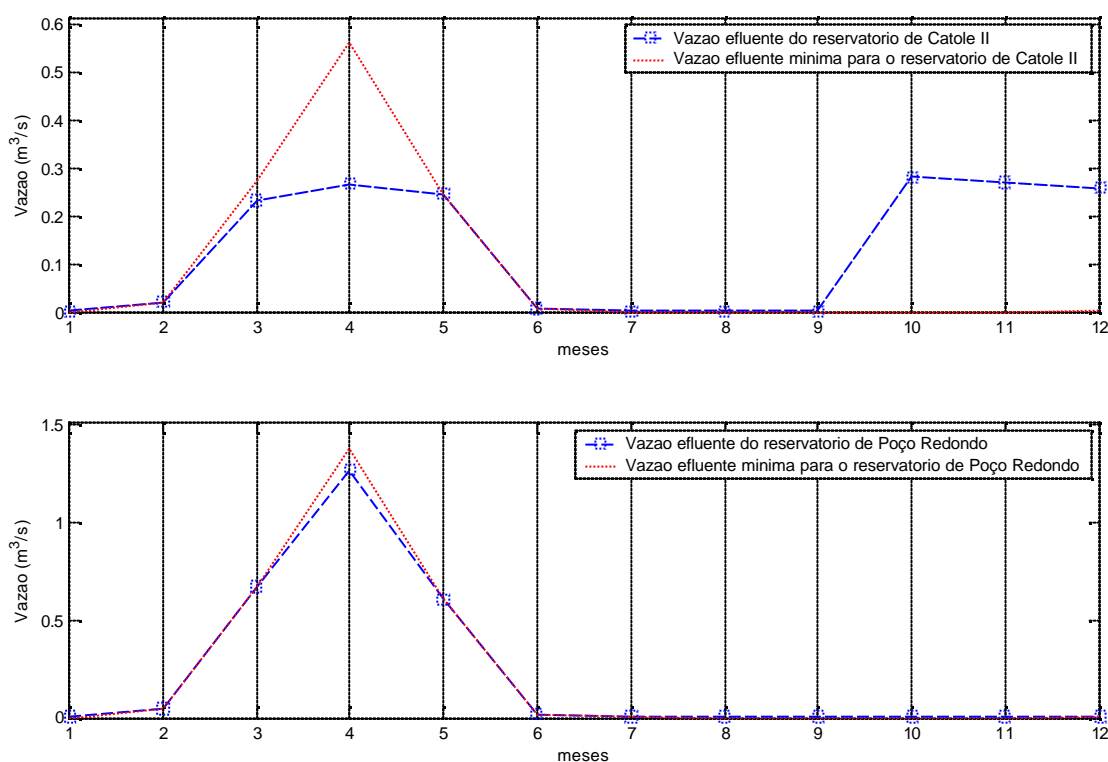 0.6
0.5
0.4
0.3
0.2
0.1
0
Vazao (m³/s)
Vazao efluente do reservatorio de Catole II
Vazao efluente minima para o reservatorio de Catole II
1 2 3 4 5 6 7 8 9 10 11 12
meses
1.5
1
0.5
0
Vazao (m³/s)
Vazao efluente do reservatorio de Poço Redondo
Vazao efluente minima para o reservatorio de Poço Redondo
1 2 3 4 5 6 7 8 9 10 11 12
meses